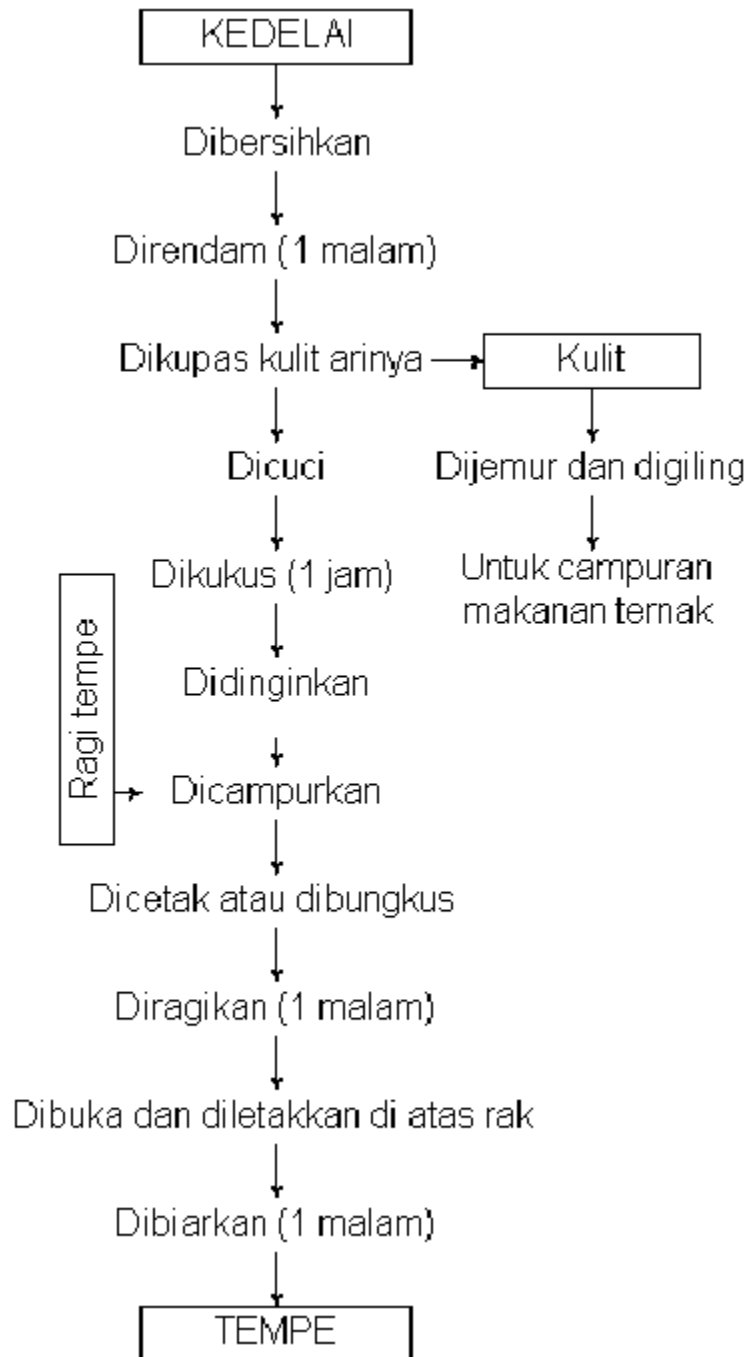 KEDELAI
Dibersihkan
Direndam (1 malam)
Dikupas kulit arinya
Kulit
Dicuci
Dijemur dan digiling
Dikukus (1 jam)
Untuk campuran
makanan ternak
Didinginkan
Ragi tempe
Dicampurkan
Dicetak atau dibungkus
Diragikan (1 malam)
Dibuka dan diletakkan di atas rak
Dibiarkan (1 malam)
TEMPE